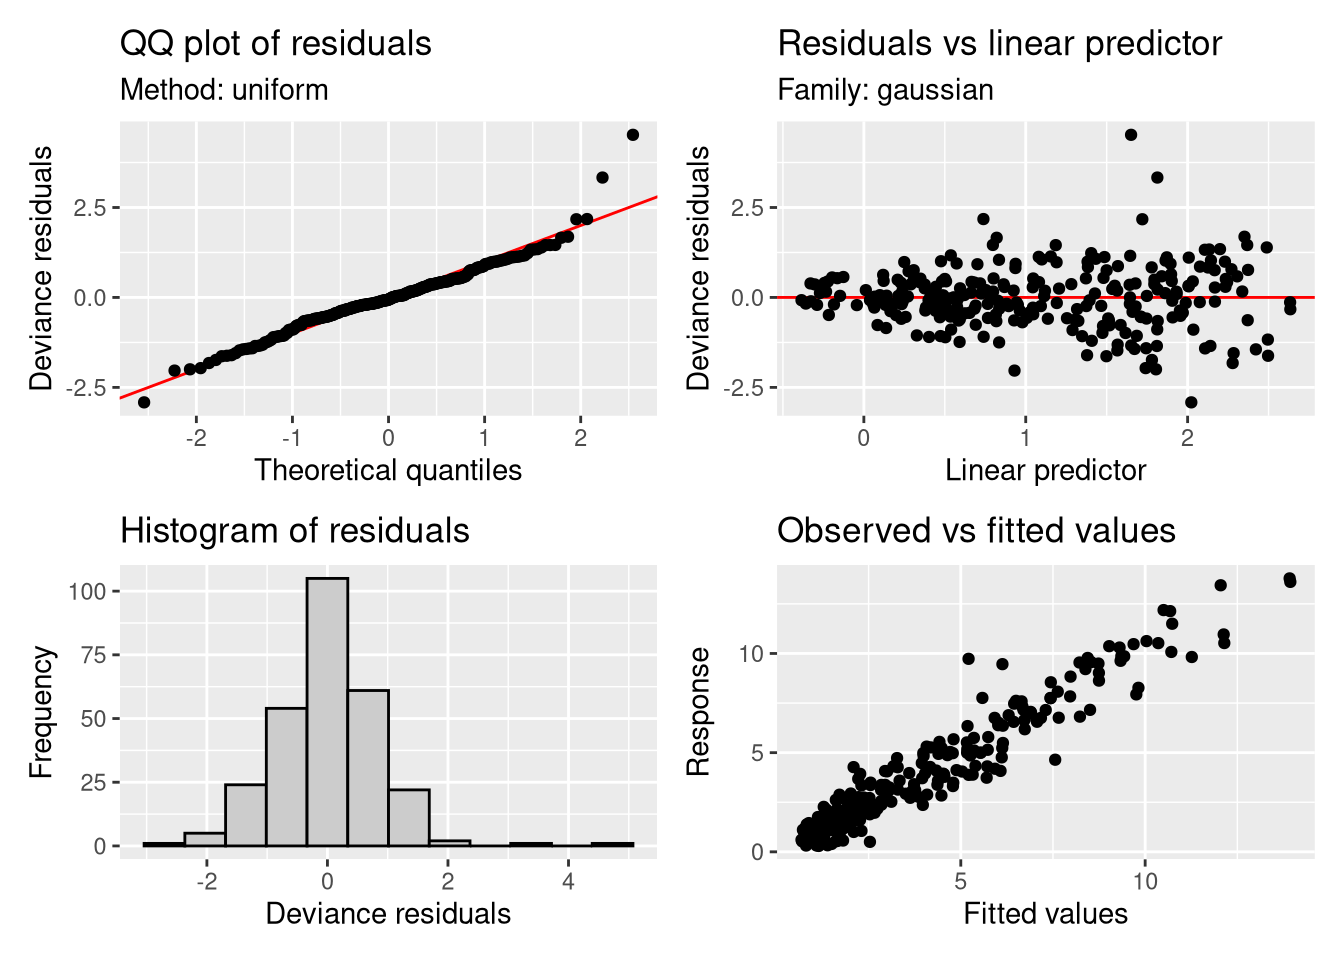 QQ plot of residuals
Method: uniform
Deviance residuals
2.5
0.0
-2.5
-2 -1 0 1 2
Theoretical quantiles
Residuals vs linear predictor
Family: gaussian
Deviance residuals
2.5
0.0
-2.5
0 1 2
Linear predictor
Histogram of residuals
Frequency
100
75
50
25
0
-2 0 2 4
Deviance residuals
Observed vs fitted values
Response
10
5
0
5 10
Fitted values